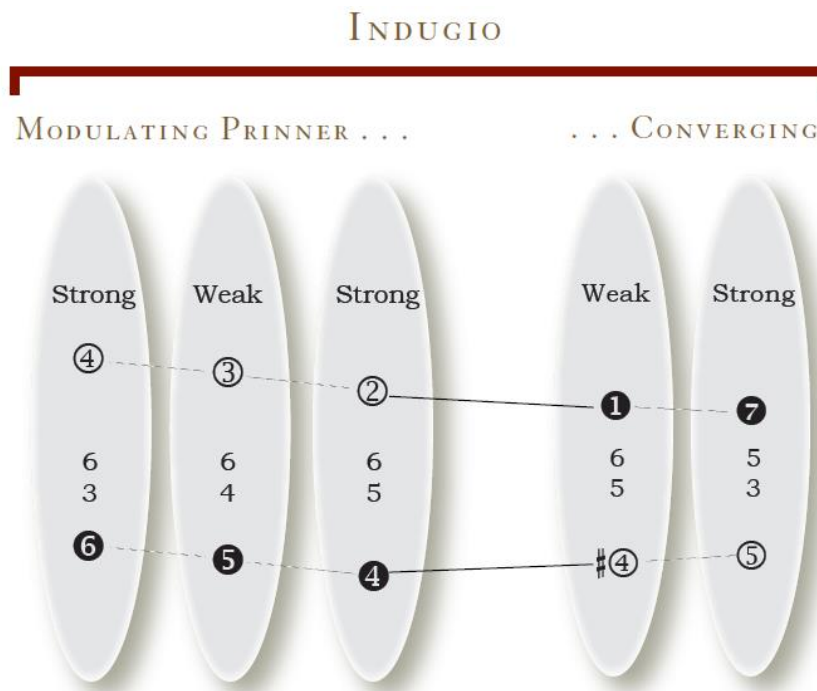 INDUGIO
MODULATING PRINNER . . .
. . . CONVERGING
Strong Weak Strong Weak Strong
④ ③ ② ❶ ❼
6 6 6 6 5
3 4 5 5 3
❻ ❺ ❹ ♯④ ⑤